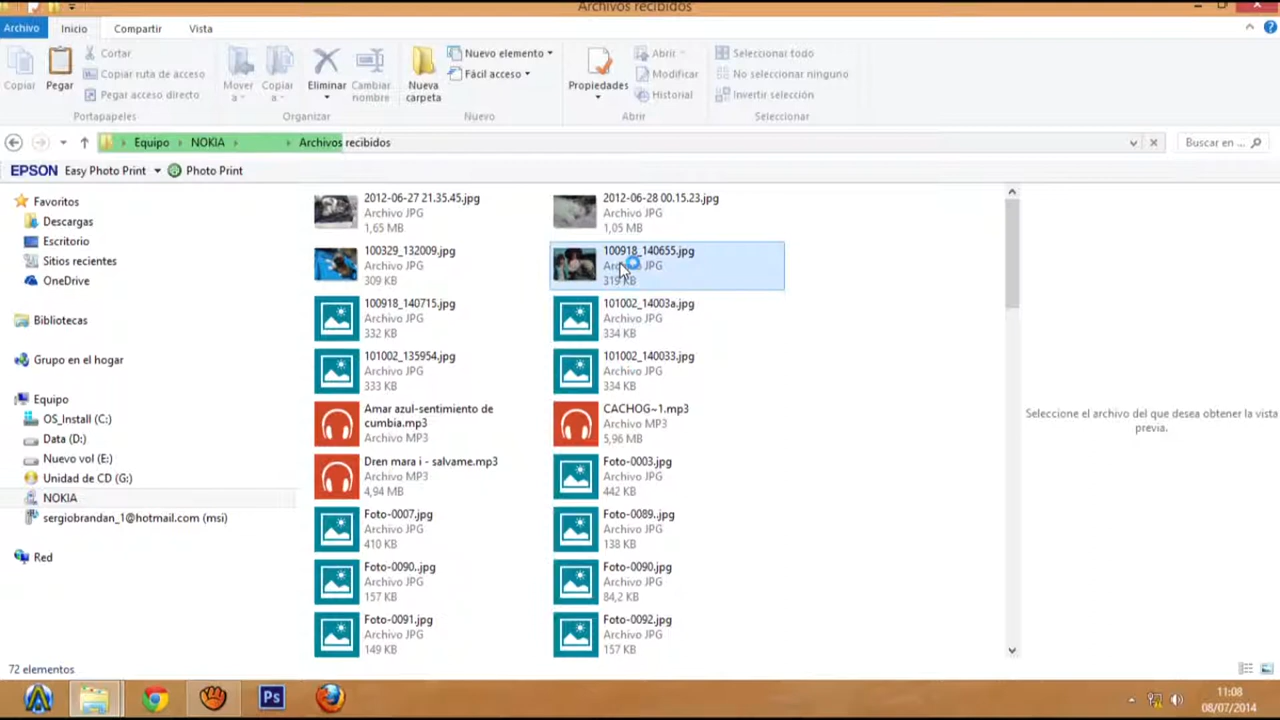 Archivos recibidos
Archivo Inicio Compartir Vista
Copiar Pegar Cortar
Copiar ruta de acceso
Pegar acceso directo
Portapapeles
Mover a Copiar a Eliminar Cambiar nombre
Organizar
Nueva carpeta Nuevo elemento
Fácil acceso
Nuevo
Propiedades Abrir
Modificar
Historial
Abrir
Seleccionar todo
No seleccionar ninguno
Invertir selección
Seleccionar
Equipo NOKIA Archivos recibidos Buscar en ...
EPSON Easy Photo Print Photo Print
Favoritos
Descargas
Escritorio
Sitios recientes
OneDrive
Bibliotecas
Grupo en el hogar
Equipo
OS_Install (C:)
Data (D:)
Nuevo vol (E:)
Unidad de CD (G:)
NOKIA
sergiobrandan_1@hotmail.com (msi)
Red
2012-06-27 21.35.45.jpg
Archivo JPG
1,65 MB
2012-06-28 00.15.23.jpg
Archivo JPG
1,05 MB
100329_132009.jpg
Archivo JPG
309 KB
100918_140655.jpg
JPG
319 KB
100918_140715.jpg
Archivo JPG
332 KB
101002_14003a.jpg
Archivo JPG
334 KB
101002_135954.jpg
Archivo JPG
333 KB
101002_140033.jpg
Archivo JPG
334 KB
Amar azul-sentimiento de
cumbia.mp3
Archivo MP3
CACHOG~1.mp3
Archivo MP3
5,96 MB
Dren mara i - salvame.mp3
Archivo MP3
4,94 MB
Foto-0003.jpg
Archivo JPG
442 KB
Foto-0007.jpg
Archivo JPG
410 KB
Foto-0089..jpg
Archivo JPG
138 KB
Foto-0090..jpg
Archivo JPG
157 KB
Foto-0090.jpg
Archivo JPG
84,2 KB
Foto-0091.jpg
Archivo JPG
149 KB
Foto-0092.jpg
Archivo JPG
157 KB
Seleccione el archivo del que desea obtener la vista
previa.
72 elementos
Ps
11:08
08/07/2014